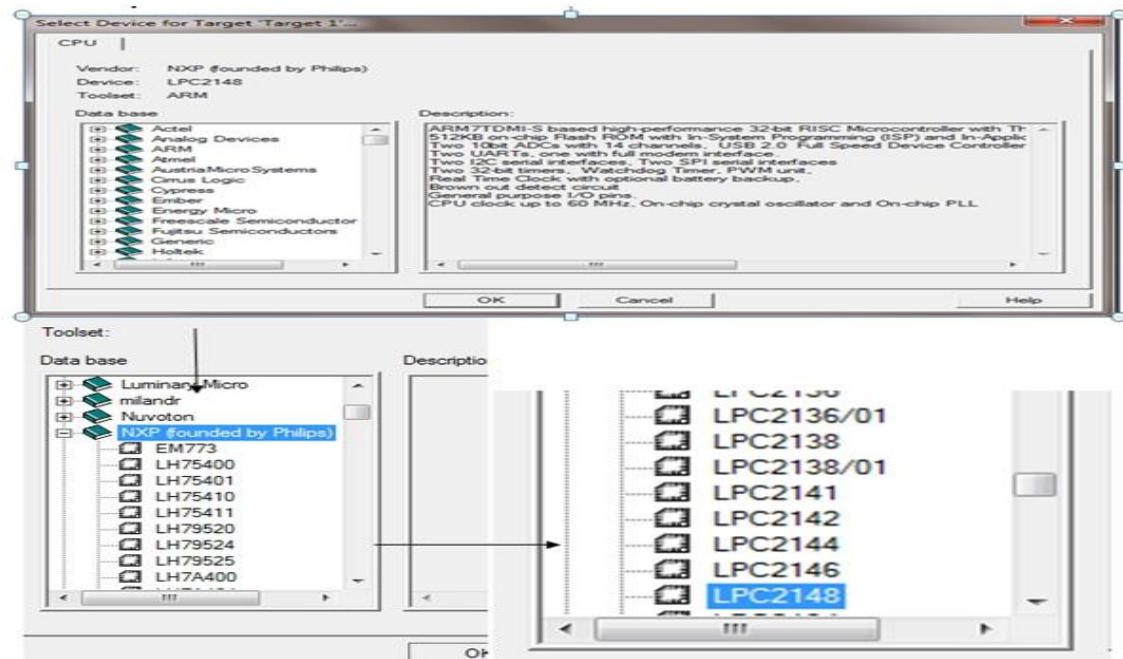 Select Device for Target 'Target 1'...
CPU
Vendor: NXP (founded by Philips)
Device: LPC2148
Toolset: ARM
Data base
Description:
Actel
Analog Devices
ARM
Atmel
AustriaMicroSystems
Cirrus Logic
Cypress
Ember
Energy Micro
Freescale Semiconductor
Fujitsu Semiconductors
Generic
Holtek
ARM7TDMI-S based high-performance 32-bit RISC Microcontroller with Th
512KB on-chip Flash ROM with In-System Programming (ISP) and In-Applic
Two 10bit ADCs with 14 channels, USB 2.0 Full Speed Device Controller
Two UARTs, one with full modem interface.
Two I2C serial interfaces, Two SPI serial interfaces
Two 32-bit timers, Watchdog Timer, PWM unit,
Real Time Clock with optional battery backup,
Brown out detect circuit
General purpose I/O pins.
CPU clock up to 60 MHz, On-chip crystal oscillator and On-chip PLL
OK
Cancel
Help
Toolset:
Data base
Descriptio
Luminary Micro
milandr
Nuvoton
NXP (founded by Philips)
EM773
LH75400
LH75401
LH75410
LH75411
LH79520
LH79524
LH79525
LH7A400
LPC2136/01
LPC2138
LPC2138/01
LPC2141
LPC2142
LPC2144
LPC2146
LPC2148